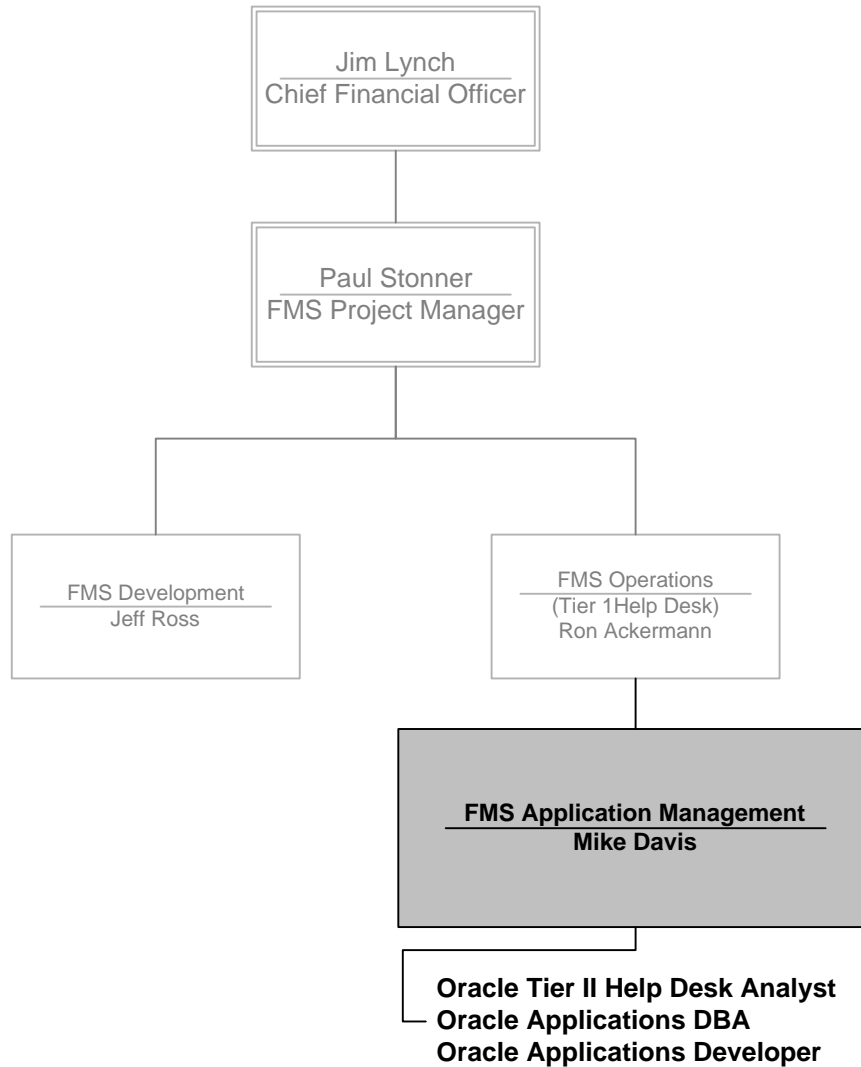 Jim Lynch
Chief Financial Officer
Paul Stonner
FMS Project Manager
FMS Development
Jeff Ross
FMS Operations
(Tier 1Help Desk)
Ron Ackermann
FMS Application Management
Mike Davis
Oracle Tier II Help Desk Analyst
Oracle Applications DBA
Oracle Applications Developer